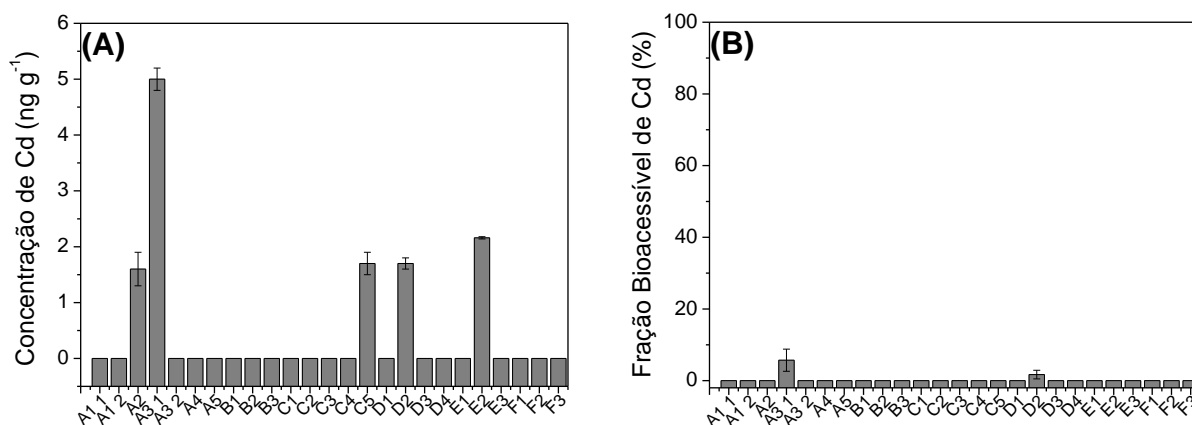 (A)
Concentração de Cd (ng g⁻¹)
6
5
4
3
2
1
0
A1 1 A1 2 A2 A3 1 A3 2 A4 A5 B1 B2 B3 C1 C2 C3 C4 C5 D1 D2 D3 D4 E1 E2 E3 F1 F2 F3
(B)
Fração Bioacessível de Cd (%)
100
80
60
40
20
0
A1 1 A1 2 A2 A3 1 A3 2 A4 A5 B1 B2 B3 C1 C2 C3 C4 C5 D1 D2 D3 D4 E1 E2 E3 F1 F2 F3